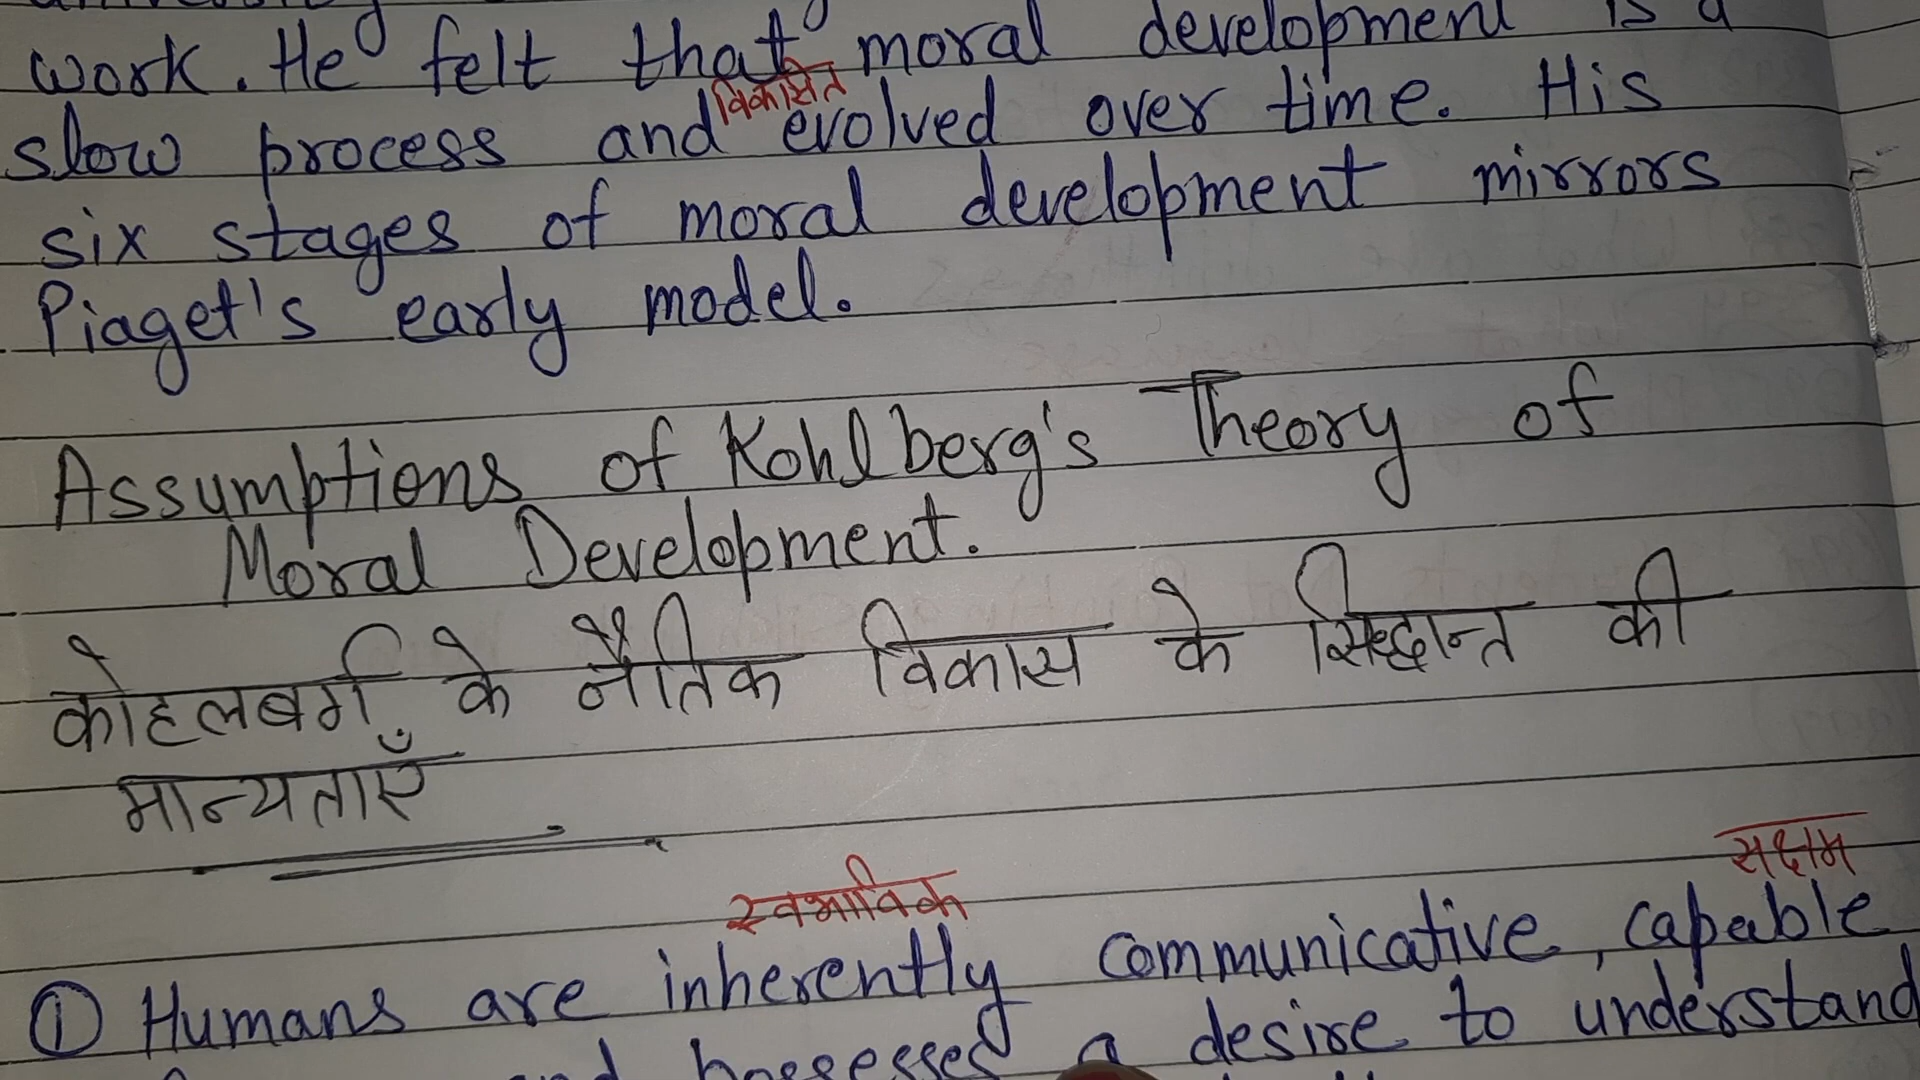 work. He felt that moral development is a
विकसित
slow process and evolved over time. His
six stages of moral development mirrors
Piaget's early model.
Assumptions of Kohlberg's Theory of
Moral Development.
कोहलबर्ग के नैतिक विकास के सिद्धान्त की
मान्यताएँ
स्वभाविक सक्षम
① Humans are inherently communicative, capable
and possesses a desire to understand